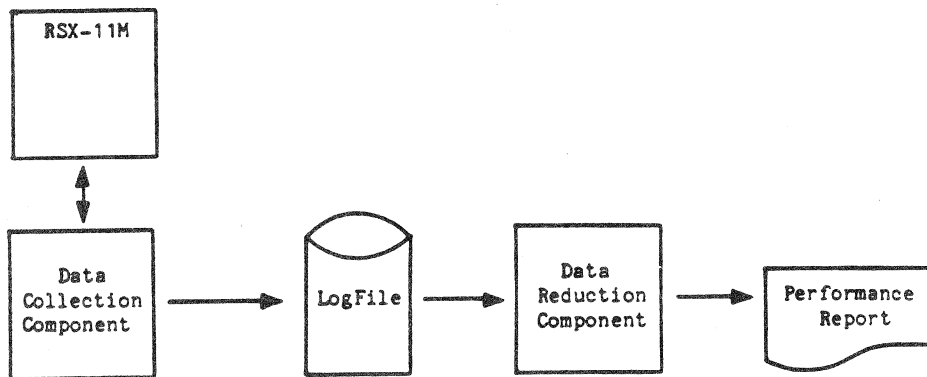 RSX-11M
Data
Collection
Component
LogFile
Data
Reduction
Component
Performance
Report